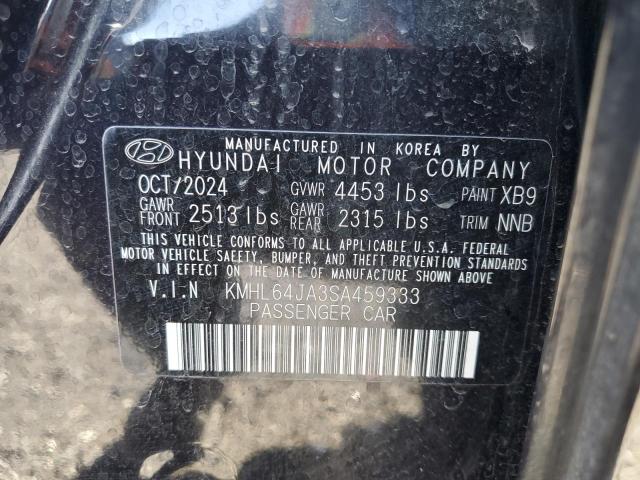 MANUFACTURED IN KOREA BY
HYUNDAI MOTOR COMPANY
OCT/2024 GVWR 4453 lbs PAINT XB9
GAWR FRONT 2513 lbs GAWR REAR 2315 lbs TRIM NNB
THIS VEHICLE CONFORMS TO ALL APPLICABLE U.S.A. FEDERAL
MOTOR VEHICLE SAFETY, BUMPER, AND THEFT PREVENTION STANDARDS
IN EFFECT ON THE DATE OF MANUFACTURE SHOWN ABOVE
V.I.N KMHL64JA3SA459333
PASSENGER CAR